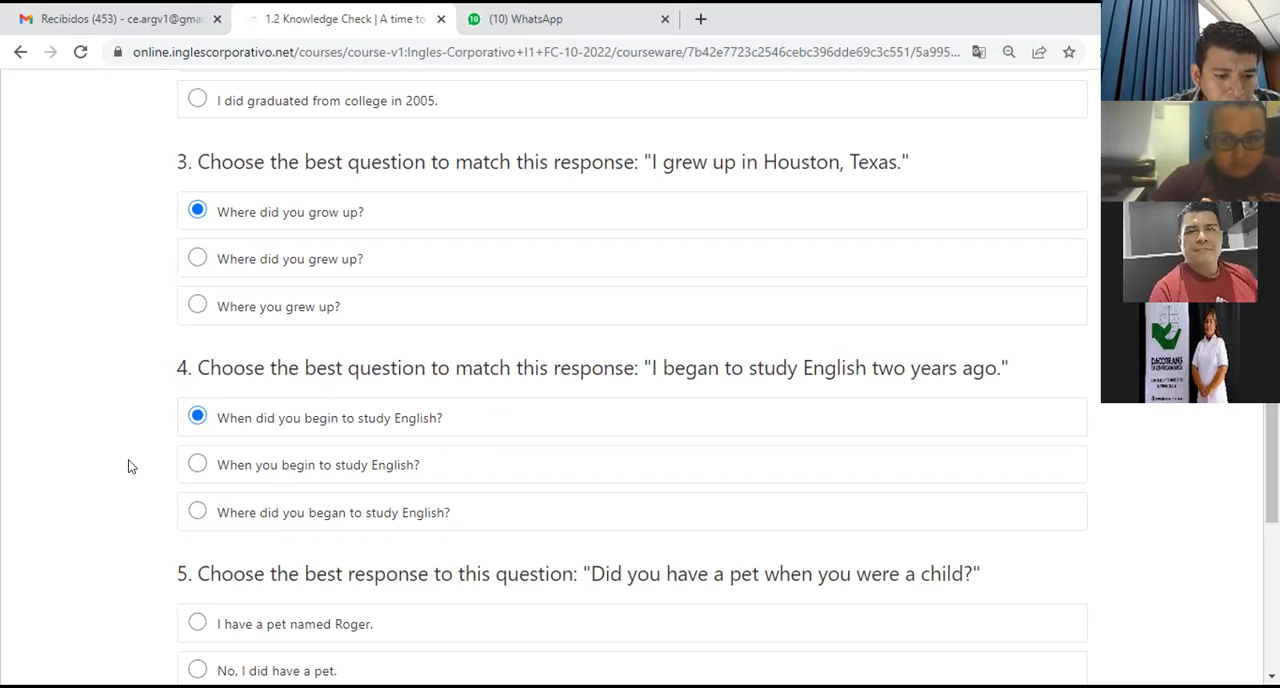 Recibidos (453) - ce.argv1@gma
1.2 Knowledge Check | A time to
10 (10) WhatsApp
online.inglescorporativo.net/courses/course-v1:Ingles-Corporativo+I1+FC-10-2022/courseware/7b42e7723c2546cebc396dde69c3c551/5a995...
I did graduated from college in 2005.
3. Choose the best question to match this response: "I grew up in Houston, Texas."
Where did you grow up?
Where did you grew up?
Where you grew up?
4. Choose the best question to match this response: "I began to study English two years ago."
When did you begin to study English?
When you begin to study English?
Where did you began to study English?
5. Choose the best response to this question: "Did you have a pet when you were a child?"
I have a pet named Roger.
No, I did have a pet.
DACOTRANS